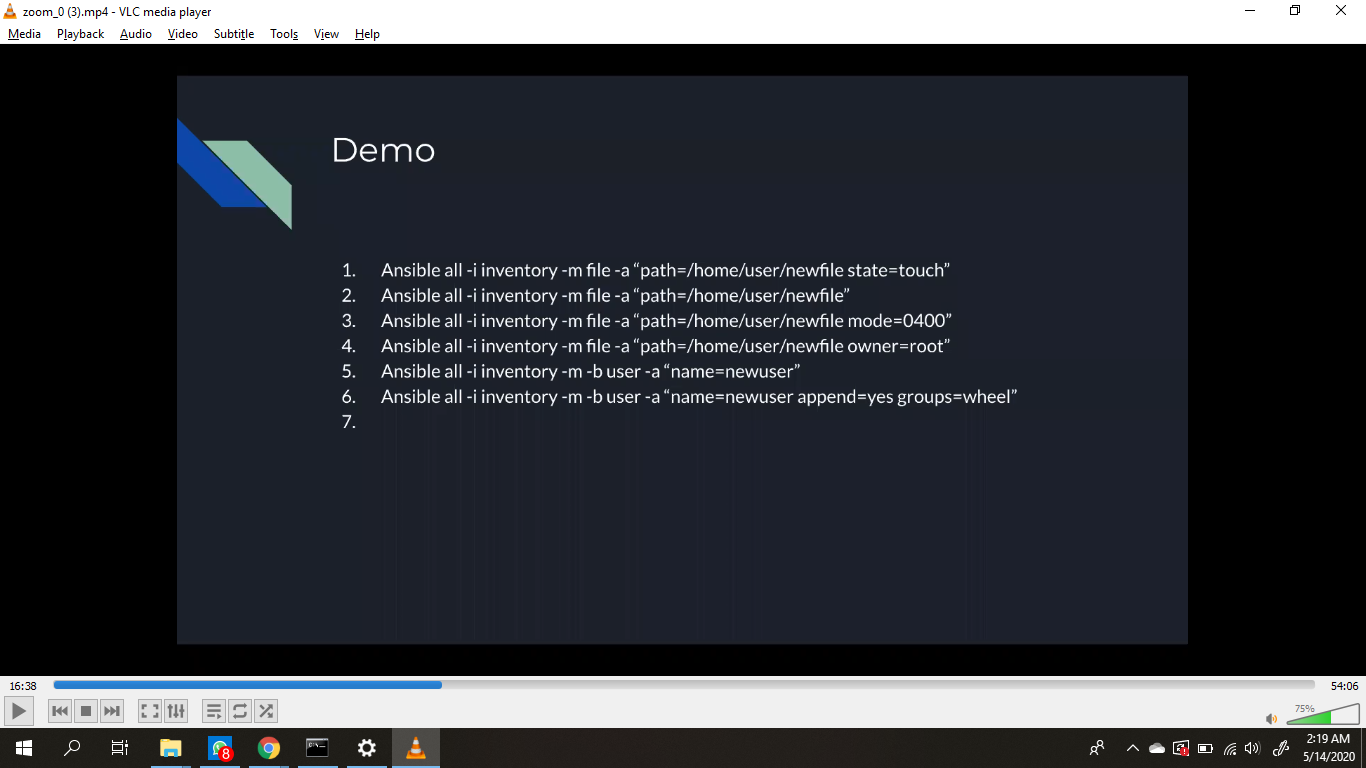 zoom_0 (3).mp4 - VLC media player
Media Playback Audio Video Subtitle Tools View Help
Demo
1. Ansible all -i inventory -m file -a “path=/home/user/newfile state=touch”
2. Ansible all -i inventory -m file -a “path=/home/user/newfile”
3. Ansible all -i inventory -m file -a “path=/home/user/newfile mode=0400”
4. Ansible all -i inventory -m file -a “path=/home/user/newfile owner=root”
5. Ansible all -i inventory -m -b user -a “name=newuser”
6. Ansible all -i inventory -m -b user -a “name=newuser append=yes groups=wheel”
7.
16:38 54:06
75%
8
2:19 AM
5/14/2020